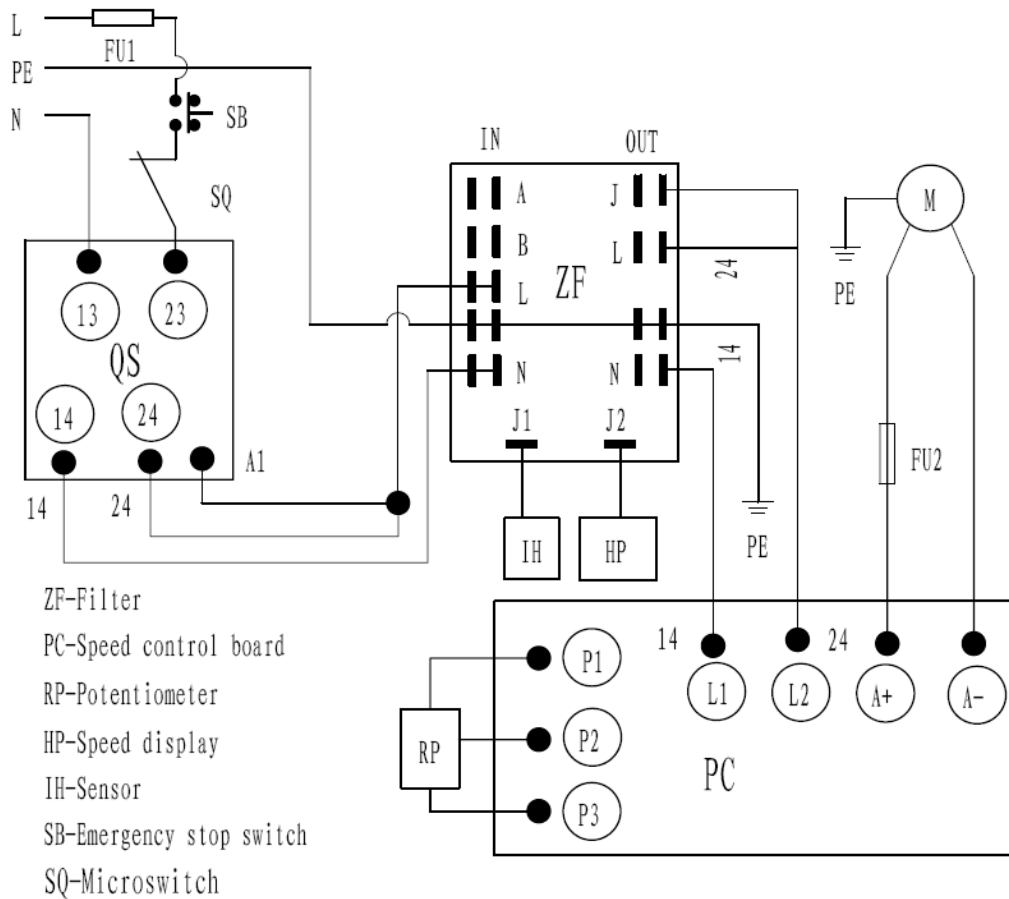 L
FU1
PE
N
SB
SQ
IN
OUT
A
J
B
L
L
ZF
24
14
N
N
J1
J2
M
PE
13
23
QS
14
24
A1
14
24
IH
HP
PE
FU2
ZF-Filter
PC-Speed control board
RP-Potentiometer
HP-Speed display
IH-Sensor
SB-Emergency stop switch
SQ-Microswitch
RP
P1
P2
P3
14
24
L1
L2
A+
A-
PC